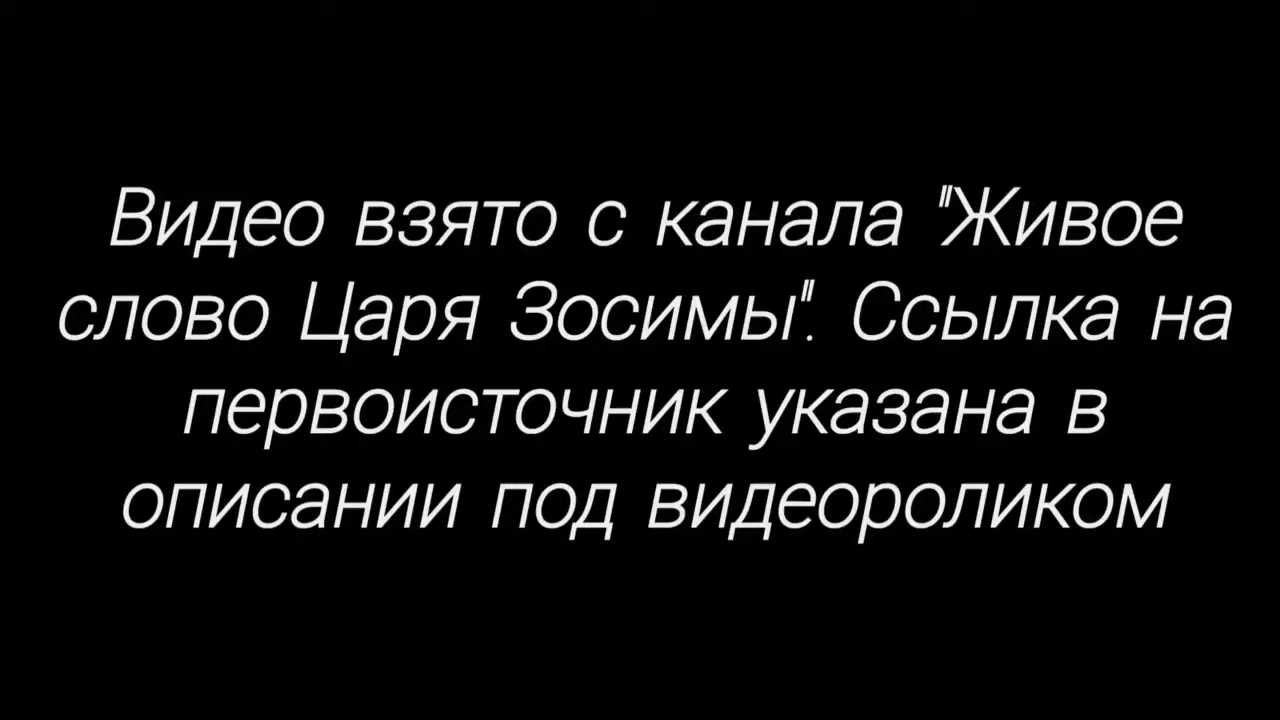 Видео взято с канала "Живое
слово Царя Зосимы". Ссылка на
первоисточник указана в
описании под видеороликом